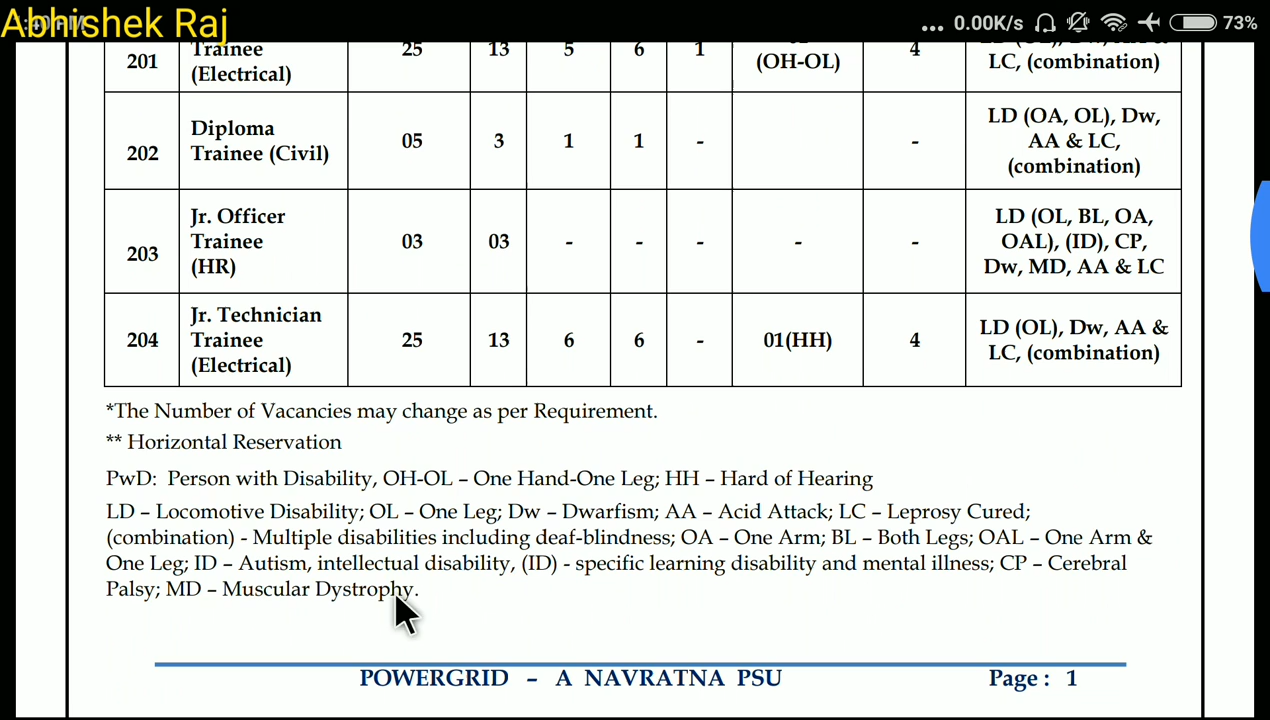 Abhishek Raj
... 0.00K/s 73%
201 Trainee (Electrical) 25 13 5 6 1 (OH-OL) 4 LC, (combination)
202 Diploma Trainee (Civil) 05 3 1 1 - - LD (OA, OL), Dw, AA & LC, (combination)
203 Jr. Officer Trainee (HR) 03 03 - - - - - LD (OL, BL, OA, OAL), (ID), CP, Dw, MD, AA & LC
204 Jr. Technician Trainee (Electrical) 25 13 6 6 - 01(HH) 4 LD (OL), Dw, AA & LC, (combination)
*The Number of Vacancies may change as per Requirement.
** Horizontal Reservation
PwD: Person with Disability, OH-OL – One Hand-One Leg; HH – Hard of Hearing
LD – Locomotive Disability; OL – One Leg; Dw – Dwarfism; AA – Acid Attack; LC – Leprosy Cured;
(combination) - Multiple disabilities including deaf-blindness; OA – One Arm; BL – Both Legs; OAL – One Arm &
One Leg; ID – Autism, intellectual disability, (ID) - specific learning disability and mental illness; CP – Cerebral
Palsy; MD – Muscular Dystrophy.
POWERGRID – A NAVRATNA PSU Page : 1